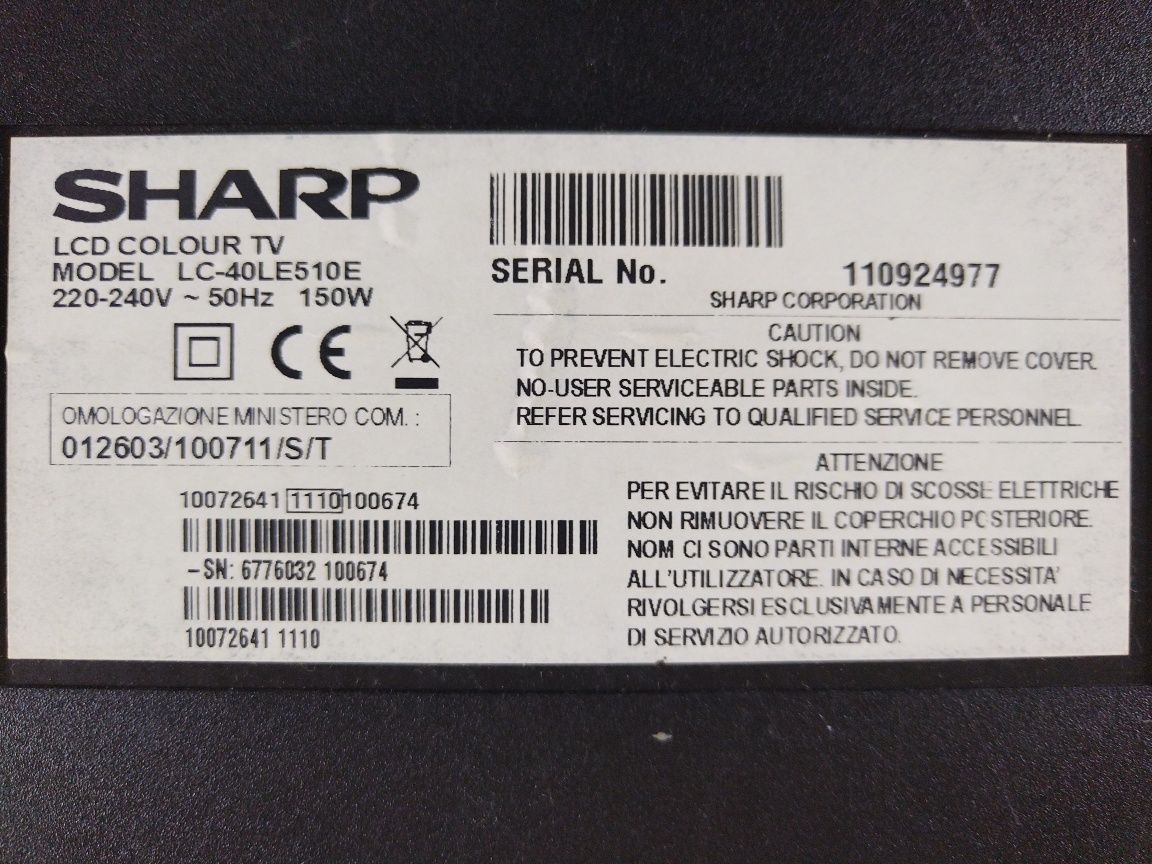 SHARP
LCD COLOUR TV
MODEL LC-40LE510E
220-240V ~ 50Hz 150W
CE
OMOLOGAZIONE MINISTERO COM. :
012603/100711/S/T
10072641 1110 100674
-SN: 6776032 100674
10072641 1110
SERIAL No. 110924977
SHARP CORPORATION
CAUTION
TO PREVENT ELECTRIC SHOCK, DO NOT REMOVE COVER.
NO-USER SERVICEABLE PARTS INSIDE.
REFER SERVICING TO QUALIFIED SERVICE PERSONNEL.
ATTENZIONE
PER EVITARE IL RISCHIO DI SCOSSE ELETTRICHE
NON RIMUOVERE IL COPERCHIO POSTERIORE.
NOM CI SONO PARTI INTERNE ACCESSIBILI
ALL'UTILIZZATORE. IN CASO DI NECESSITA'
RIVOLGERSI ESCLUSIVAMENTE A PERSONALE
DI SERVIZIO AUTORIZZATO.